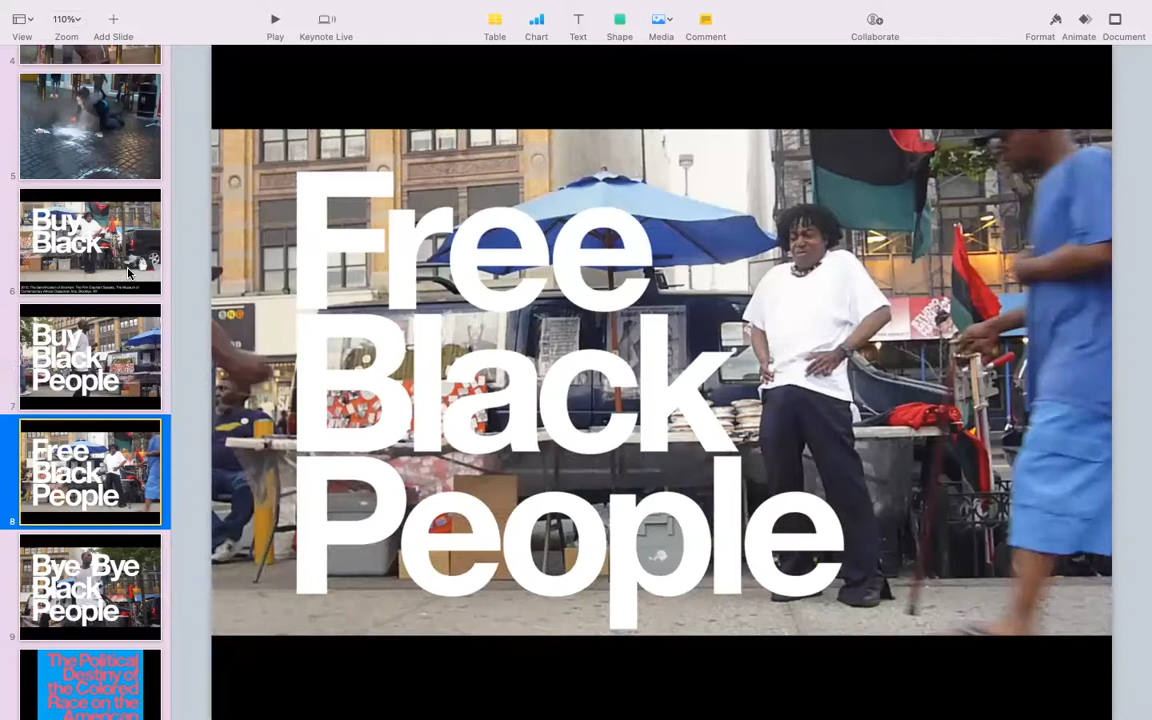 110%
View
Zoom
Add Slide
Play
Keynote Live
Table
Chart
Text
Shape
Media
Comment
Collaborate
Format
Animate
Document
4
5
Buy
Black
6
Buy
Black
People
7
Free
Black
People
8
Bye Bye
Black
People
9
The Political
Destiny of
the Colored
Race on the
American
Free
Black
People